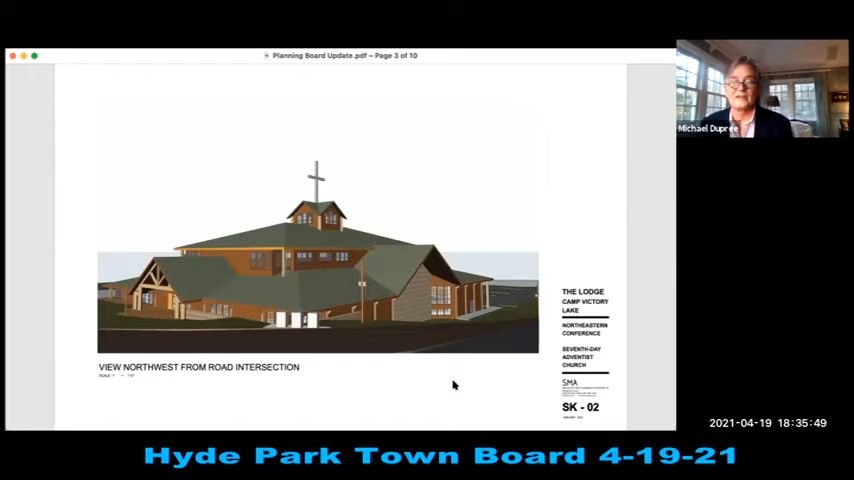 Planning Board Update.pdf – Page 3 of 10
Michael Dupree
THE LODGE
CAMP VICTORY
LAKE
NORTHEASTERN
CONFERENCE
SEVENTH-DAY
ADVENTIST
CHURCH
SMA
SK - 02
VIEW NORTHWEST FROM ROAD INTERSECTION
2021-04-19 18:35:49
Hyde Park Town Board 4-19-21